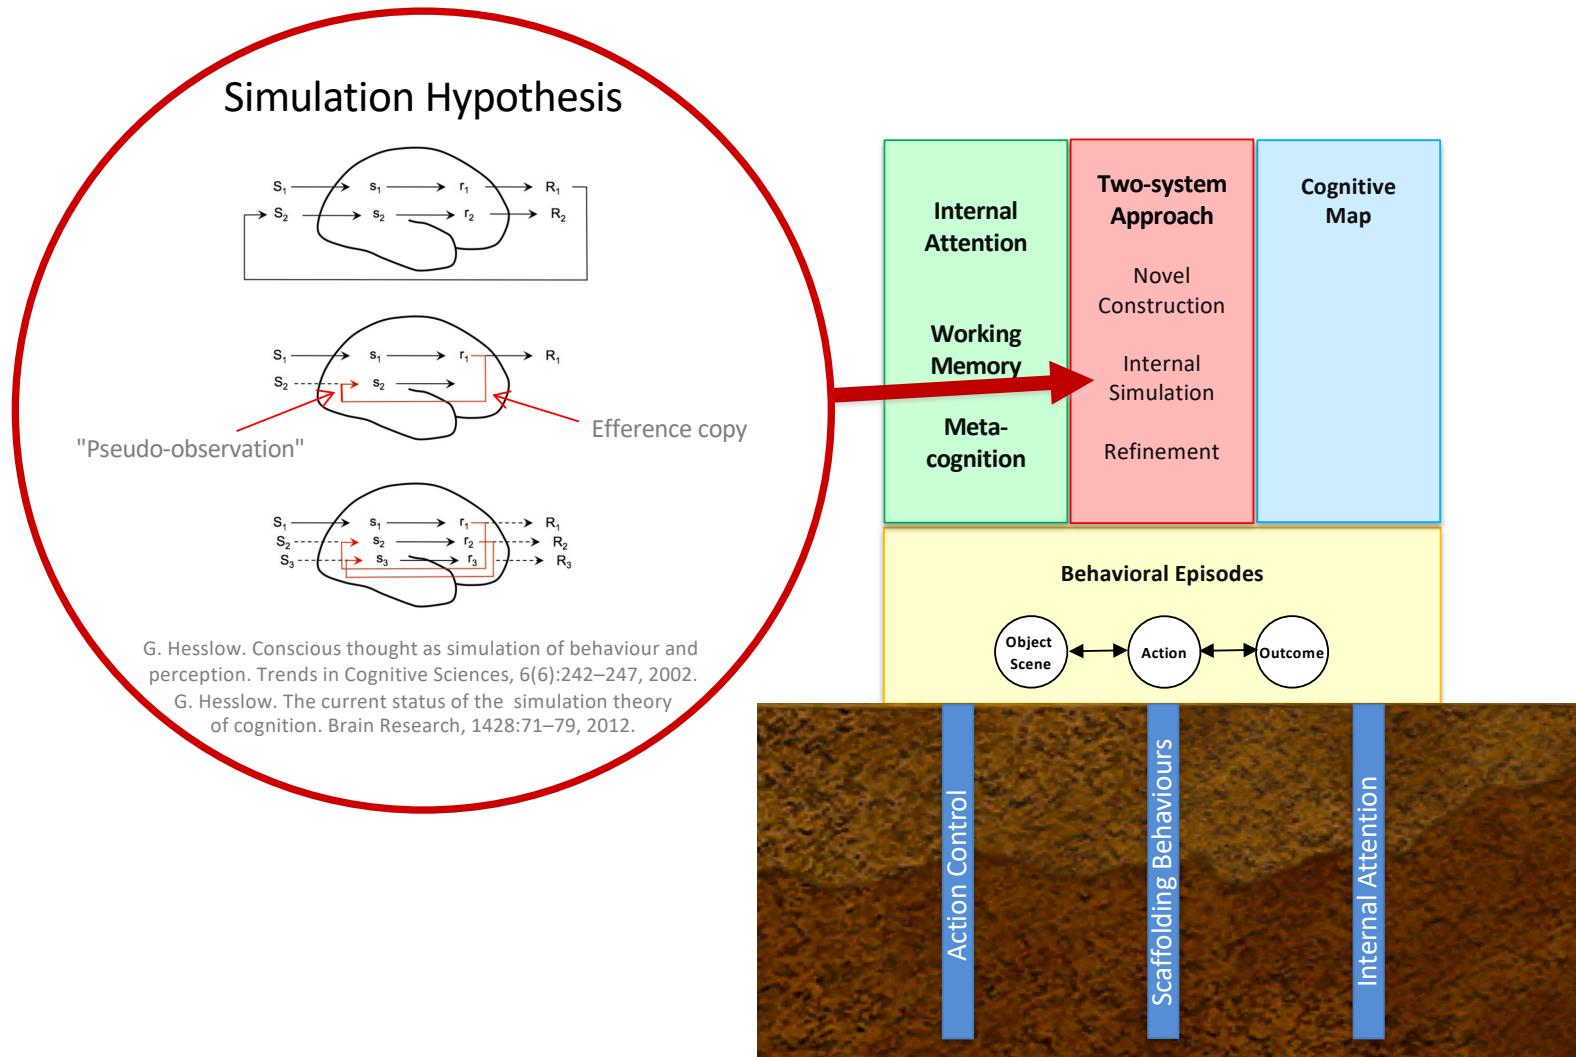 Simulation Hypothesis
S1 s1 r1 R1
S2 s2 r2 R2
S1 s1 r1 R1
S2 s2
"Pseudo-observation"
Efference copy
S1 s1 r1 R1
S2 s2 r2 R2
S3 s3 r3 R3
G. Hesslow. Conscious thought as simulation of behaviour and
perception. Trends in Cognitive Sciences, 6(6):242–247, 2002.
G. Hesslow. The current status of the simulation theory
of cognition. Brain Research, 1428:71–79, 2012.
Internal
Attention
Working
Memory
Meta-
cognition
Two-system
Approach
Novel
Construction
Internal
Simulation
Refinement
Cognitive
Map
Behavioral Episodes
Object
Scene
Action
Outcome
Action Control
Scaffolding Behaviours
Internal Attention